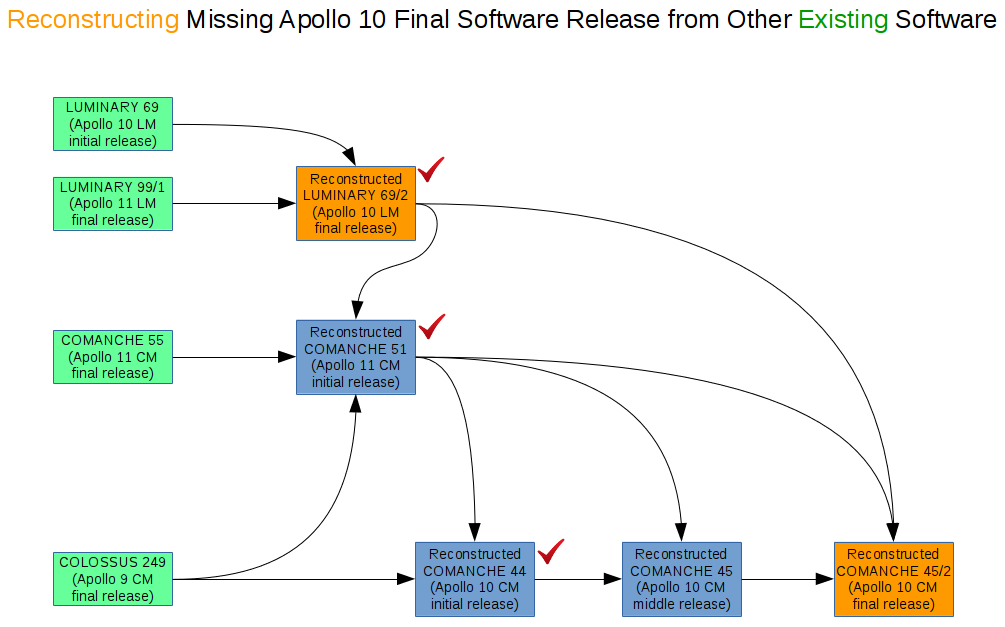 Reconstructing Missing Apollo 10 Final Software Release from Other Existing Software
LUMINARY 69
(Apollo 10 LM
initial release)
LUMINARY 99/1
(Apollo 11 LM
final release)
Reconstructed
LUMINARY 69/2
(Apollo 10 LM
final release)
COMANCHE 55
(Apollo 11 CM
final release)
Reconstructed
COMANCHE 51
(Apollo 11 CM
initial release)
COLOSSUS 249
(Apollo 9 CM
final release)
Reconstructed
COMANCHE 44
(Apollo 10 CM
initial release)
Reconstructed
COMANCHE 45
(Apollo 10 CM
middle release)
Reconstructed
COMANCHE 45/2
(Apollo 10 CM
final release)